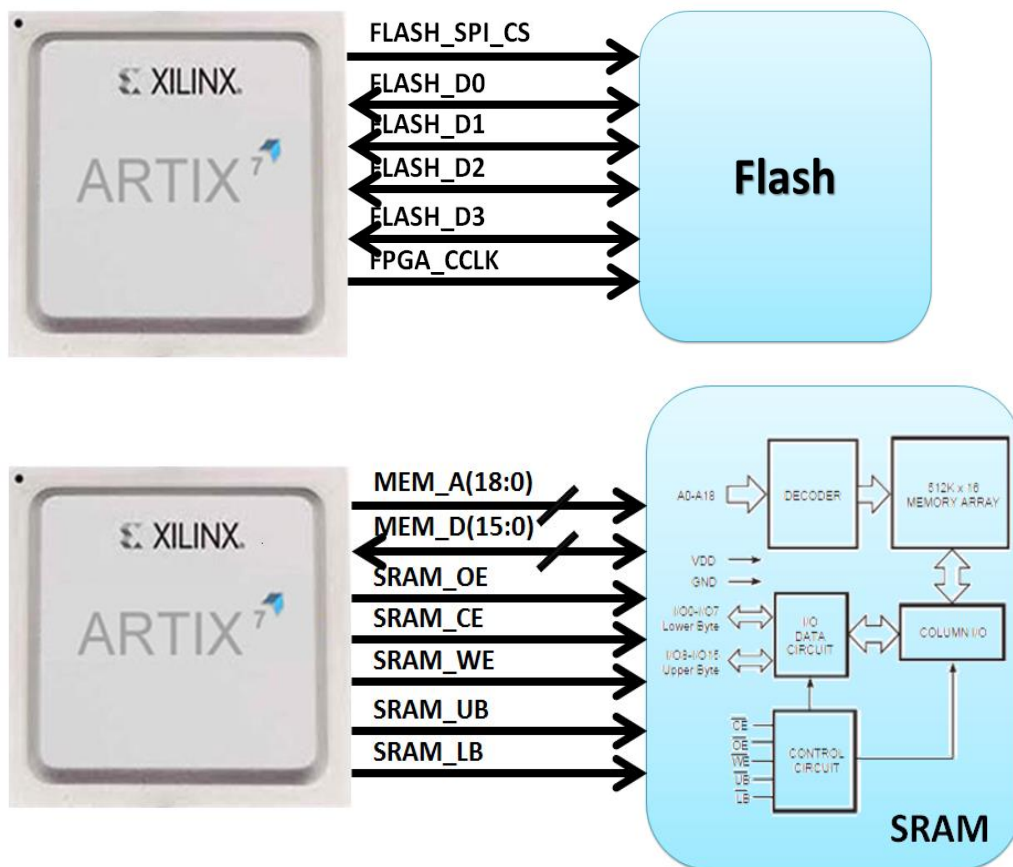 FLASH_SPI_CS
XILINX
FLASH_D0
FLASH_D1
ARTIX 7
FLASH_D2
Flash
FLASH_D3
FPGA_CCLK
MEM_A(18:0)
A0-A18
DECODER
512K x 16
MEMORY ARRAY
XILINX
MEM_D(15:0)
VDD
SRAM_OE
GND
ARTIX 7
SRAM_CE
I/O0-I/O7
Lower Byte
I/O
DATA
CIRCUIT
COLUMN I/O
SRAM_WE
I/O8-I/O15
Upper Byte
SRAM_UB
CE
OE
SRAM_LB
WE
CONTROL
CIRCUIT
UB
LB
SRAM